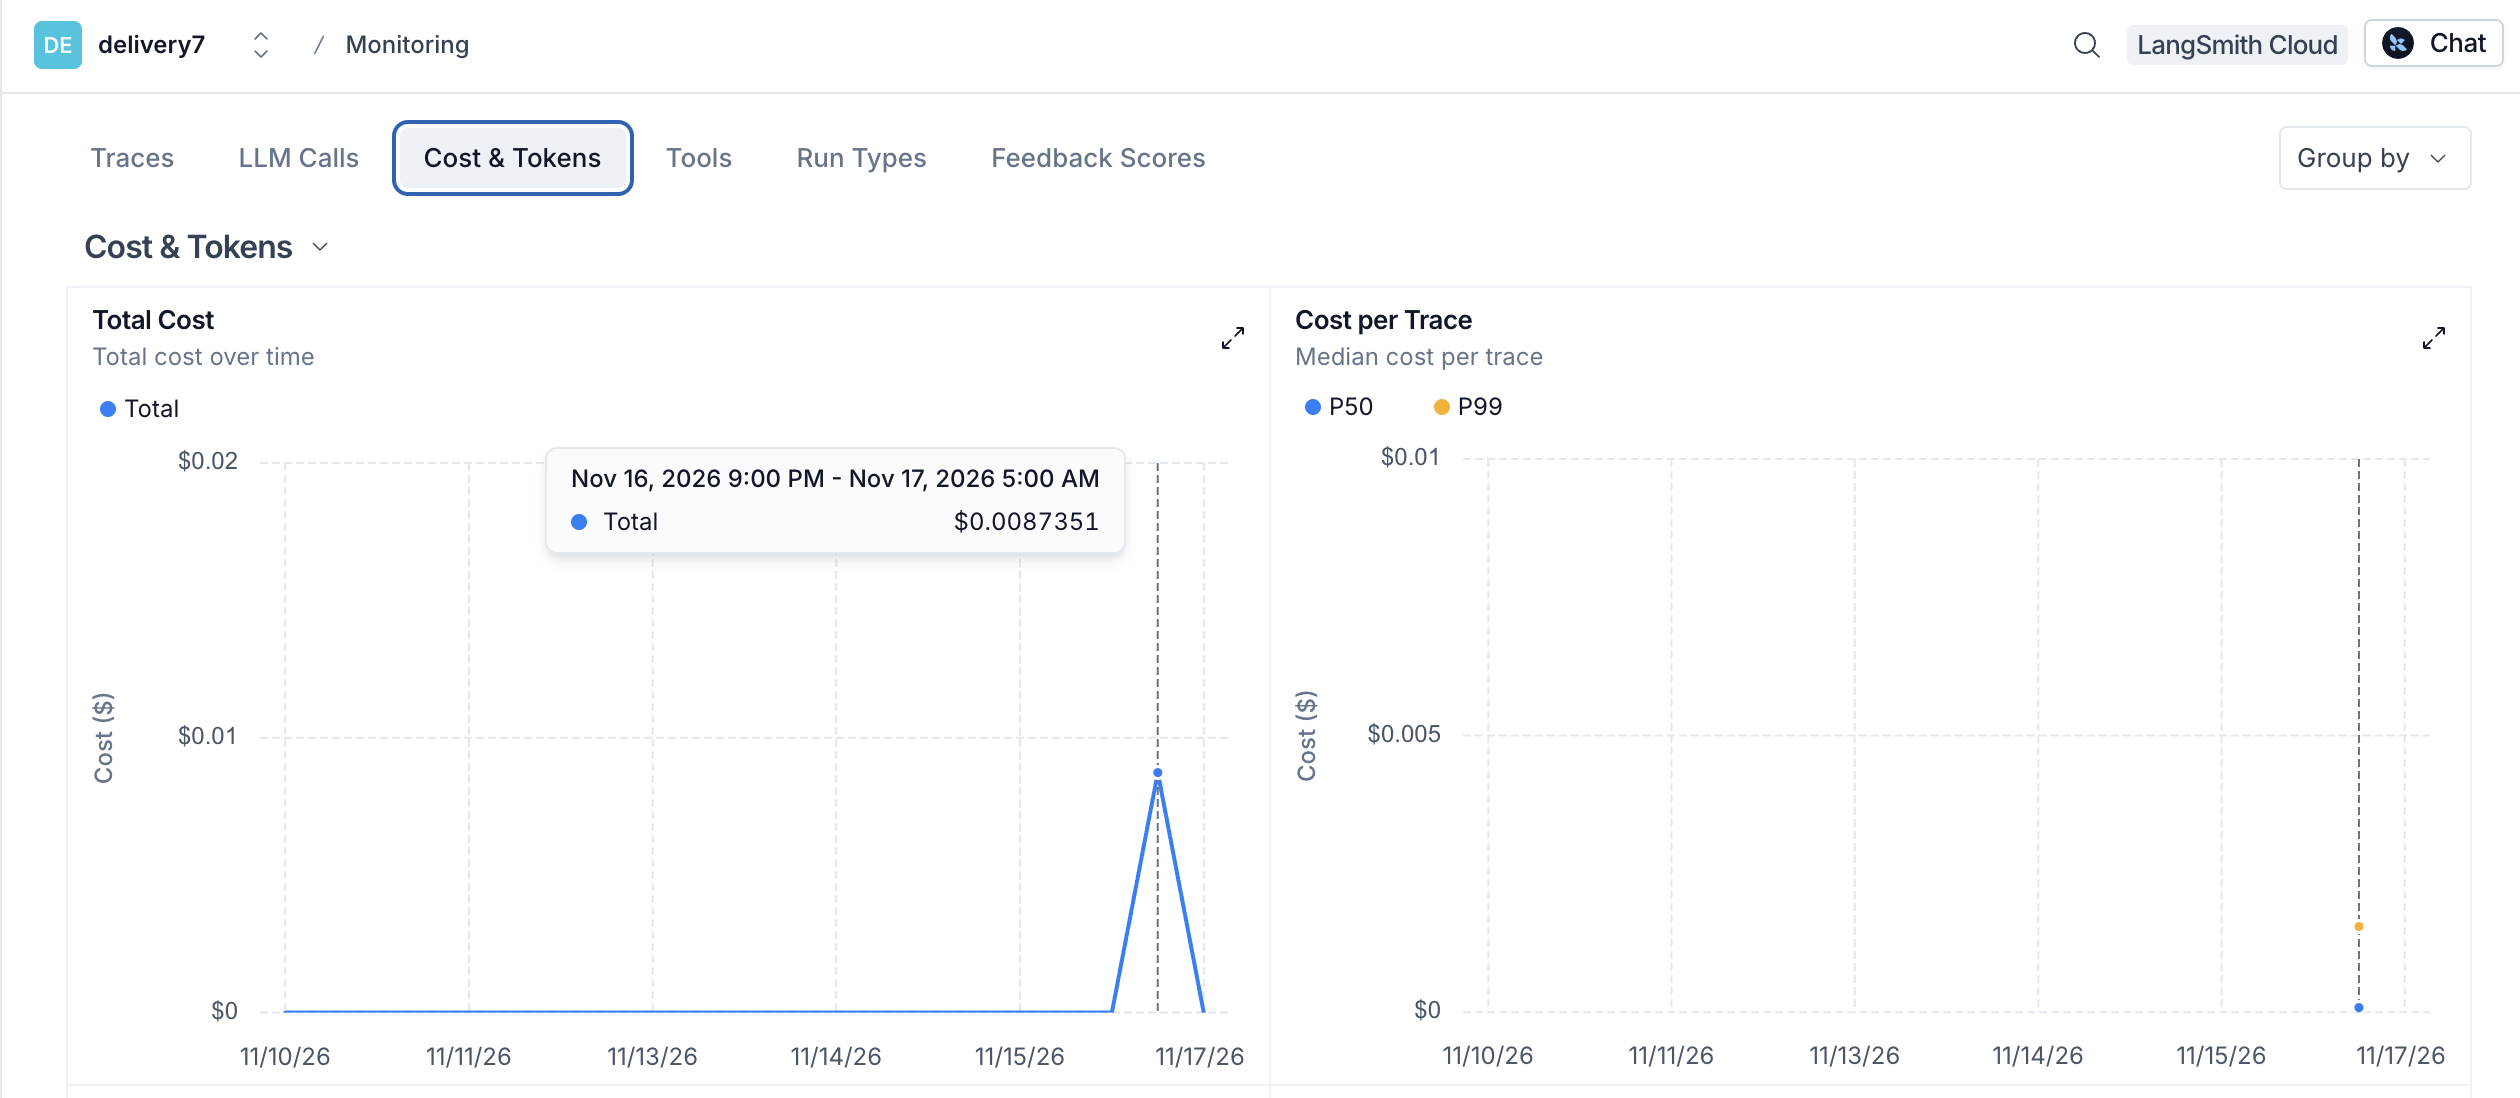 DE delivery7 / Monitoring LangSmith Cloud Chat
Traces LLM Calls Cost & Tokens Tools Run Types Feedback Scores Group by
Cost & Tokens
Total Cost
Total cost over time
Total
$0.02
Nov 16, 2026 9:00 PM - Nov 17, 2026 5:00 AM
Total $0.0087351
$0.01
Cost ($)
$0
11/10/26 11/11/26 11/13/26 11/14/26 11/15/26 11/17/26
Cost per Trace
Median cost per trace
P50 P99
$0.01
$0.005
Cost ($)
$0
11/10/26 11/11/26 11/13/26 11/14/26 11/15/26 11/17/26